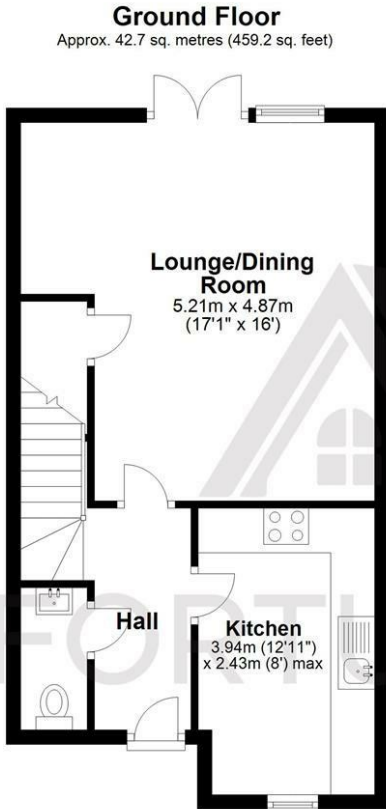 Ground Floor
Approx. 42.7 sq. metres (459.2 sq. feet)
Lounge/Dining
Room
5.21m x 4.87m
(17'1" x 16')
Hall
Kitchen
3.94m (12'11")
x 2.43m (8') max